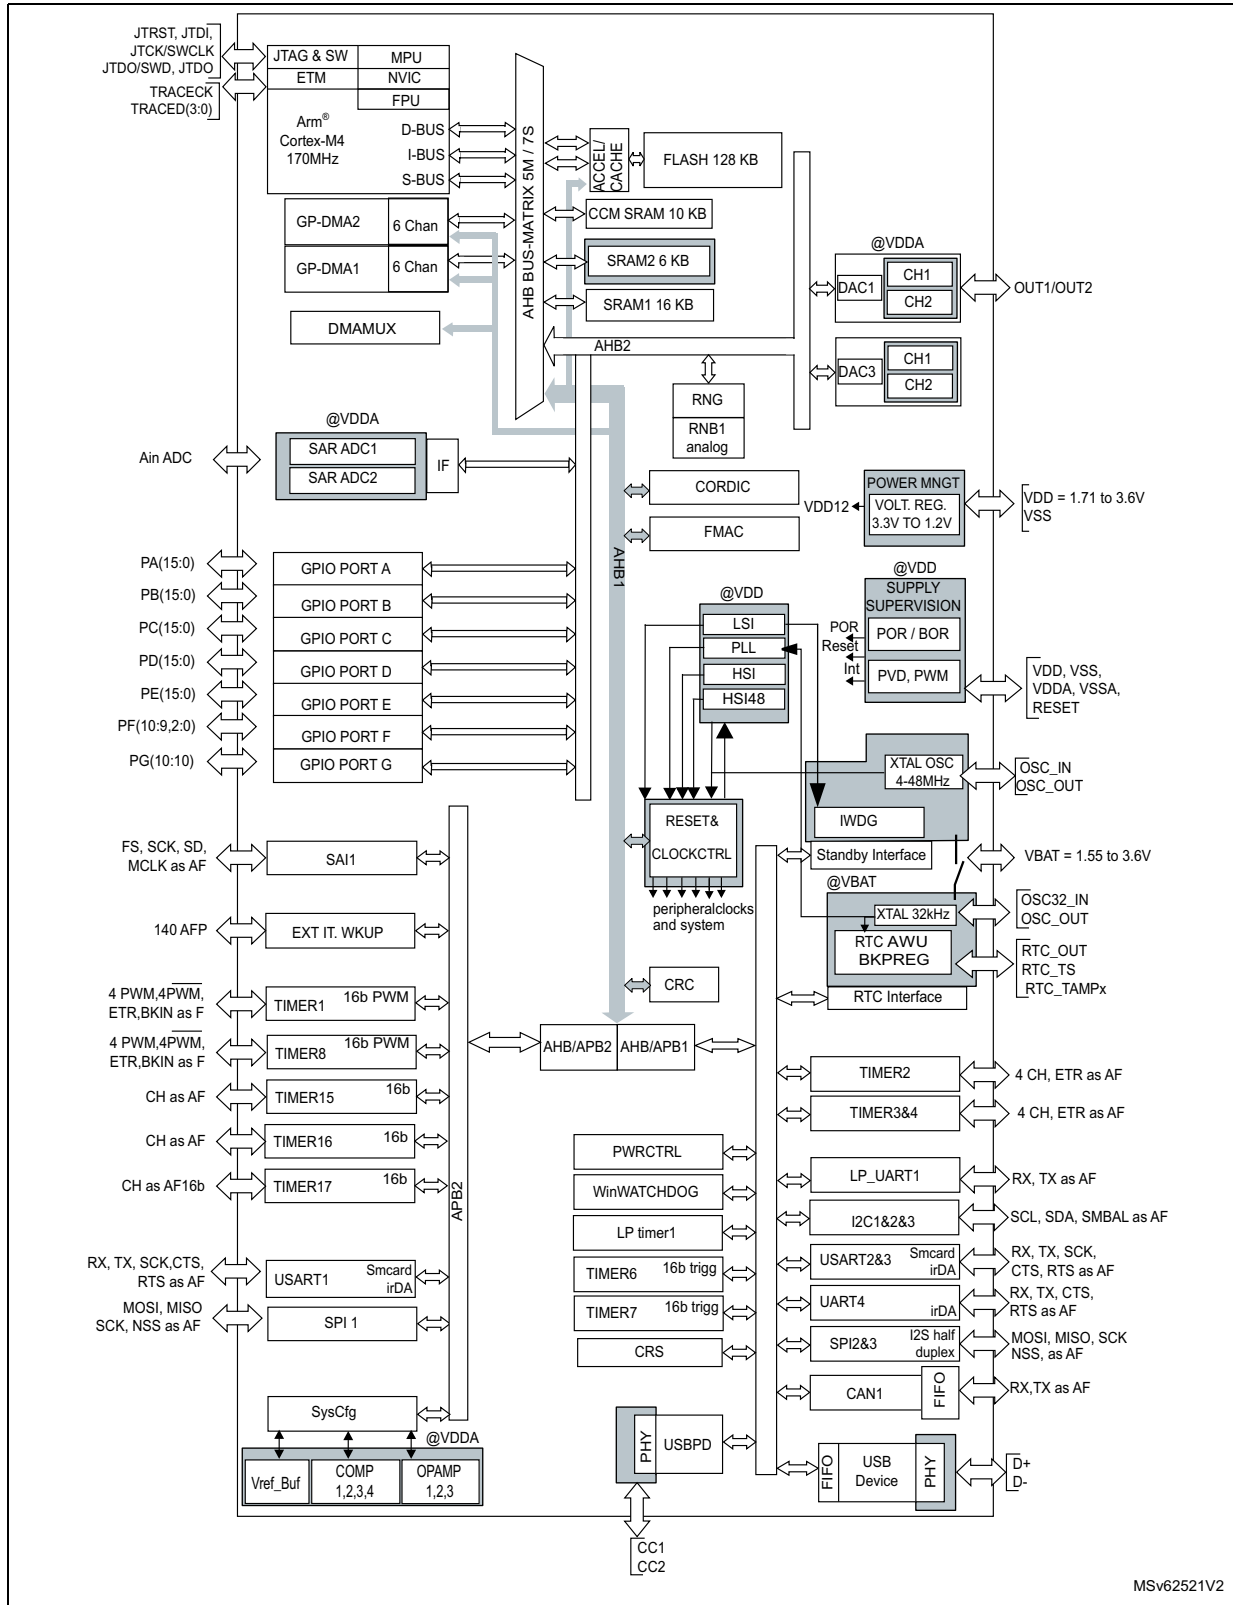 JTRST, JTDI,
JTCK/SWCLK
JTDO/SWD, JTDO
TRACECK
TRACED(3:0)
JTAG & SW
MPU
ETM
NVIC
FPU
Arm®
Cortex-M4
170MHz
D-BUS
I-BUS
S-BUS
GP-DMA2
6 Chan
GP-DMA1
6 Chan
DMAMUX
AHB BUS-MATRIX 5M / 7S
ACCEL/
CACHE
FLASH 128 KB
CCM SRAM 10 KB
SRAM2 6 KB
SRAM1 16 KB
AHB2
@VDDA
DAC1
CH1
CH2
OUT1/OUT2
DAC3
CH1
CH2
RNG
RNB1
analog
@VDDA
Ain ADC
SAR ADC1
SAR ADC2
IF
CORDIC
FMAC
AHB1
POWER MNGT
VDD12
VOLT. REG.
3.3V TO 1.2V
VDD = 1.71 to 3.6V
VSS
PA(15:0)
GPIO PORT A
PB(15:0)
GPIO PORT B
PC(15:0)
GPIO PORT C
PD(15:0)
GPIO PORT D
PE(15:0)
GPIO PORT E
PF(10:9,2:0)
GPIO PORT F
PG(10:10)
GPIO PORT G
@VDD
LSI
PLL
HSI
HSI48
@VDD
SUPPLY
SUPERVISION
POR
Reset
Int
POR / BOR
PVD, PWM
VDD, VSS,
VDDA, VSSA,
RESET
XTAL OSC
4-48MHz
OSC_IN
OSC_OUT
IWDG
RESET&
CLOCKCTRL
Standby Interface
VBAT = 1.55 to 3.6V
@VBAT
peripheralclocks
and system
XTAL 32kHz
OSC32_IN
OSC_OUT
RTC AWU
BKPREG
RTC_OUT
RTC_TS
RTC_TAMPx
RTC Interface
CRC
AHB/APB2
AHB/APB1
FS, SCK, SD,
MCLK as AF
SAI1
140 AFP
EXT IT. WKUP
4 PWM,4PWM,
ETR,BKIN as F
TIMER1
16b PWM
4 PWM,4PWM,
ETR,BKIN as F
TIMER8
16b PWM
CH as AF
TIMER15
16b
CH as AF
TIMER16
16b
CH as AF16b
TIMER17
16b
APB2
RX, TX, SCK,CTS,
RTS as AF
USART1
Smcard
irDA
MOSI, MISO
SCK, NSS as AF
SPI 1
SysCfg
@VDDA
Vref_Buf
COMP
1,2,3,4
OPAMP
1,2,3
PWRCTRL
WinWATCHDOG
LP timer1
TIMER6
16b trigg
TIMER7
16b trigg
CRS
PHY
USBPD
CC1
CC2
TIMER2
4 CH, ETR as AF
TIMER3&4
4 CH, ETR as AF
LP_UART1
RX, TX as AF
I2C1&2&3
SCL, SDA, SMBAL as AF
USART2&3
Smcard
irDA
RX, TX, SCK,
CTS, RTS as AF
UART4
irDA
RX, TX, CTS,
RTS as AF
SPI2&3
I2S half
duplex
MOSI, MISO, SCK
NSS, as AF
CAN1
FIFO
RX,TX as AF
FIFO
USB
Device
PHY
D+
D-
MSv62521V2